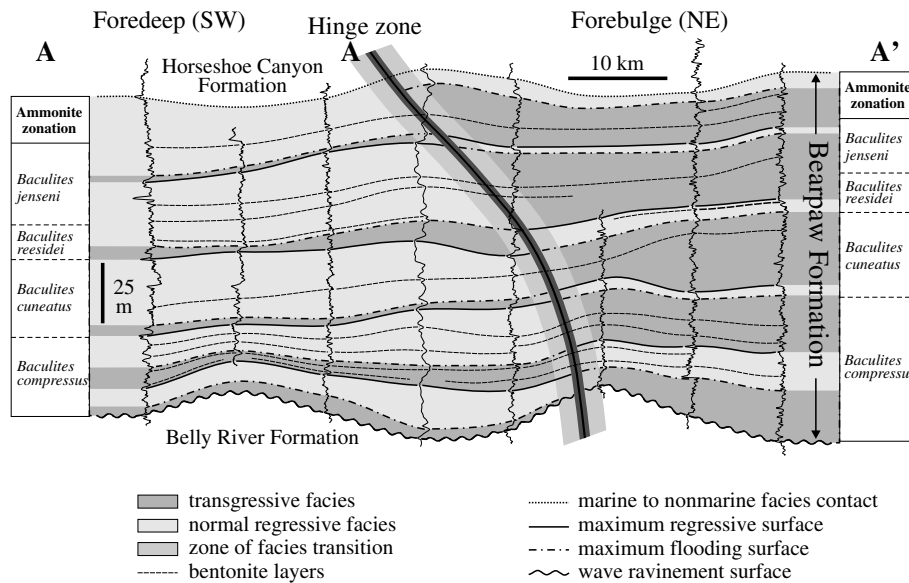 Foredeep (SW)
Hinge zone
Forebulge (NE)
A
A
A’
Horseshoe Canyon
Formation
10 km
Ammonite
zonation
Baculites
jenseni
Baculites
reesidei
Baculites
cuneatus
Baculites
compressus
25
m
Belly River Formation
Bearpaw Formation
Ammonite
zonation
Baculites
jenseni
Baculites
reesidei
Baculites
cuneatus
Baculites
compressus
transgressive facies
normal regressive facies
zone of facies transition
bentonite layers
marine to nonmarine facies contact
maximum regressive surface
maximum flooding surface
wave ravinement surface